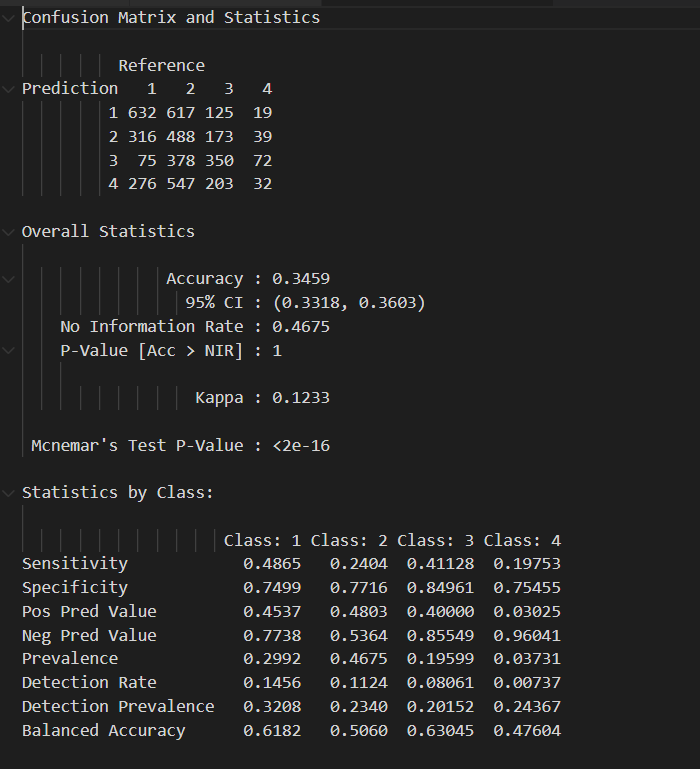 Confusion Matrix and Statistics
Reference
Prediction 1 2 3 4
1 632 617 125 19
2 316 488 173 39
3 75 378 350 72
4 276 547 203 32
Overall Statistics
Accuracy : 0.3459
95% CI : (0.3318, 0.3603)
No Information Rate : 0.4675
P-Value [Acc > NIR] : 1
Kappa : 0.1233
Mcnemar's Test P-Value : <2e-16
Statistics by Class:
Class: 1 Class: 2 Class: 3 Class: 4
Sensitivity 0.4865 0.2404 0.41128 0.19753
Specificity 0.7499 0.7716 0.84961 0.75455
Pos Pred Value 0.4537 0.4803 0.40000 0.03025
Neg Pred Value 0.7738 0.5364 0.85549 0.96041
Prevalence 0.2992 0.4675 0.19599 0.03731
Detection Rate 0.1456 0.1124 0.08061 0.00737
Detection Prevalence 0.3208 0.2340 0.20152 0.24367
Balanced Accuracy 0.6182 0.5060 0.63045 0.47604